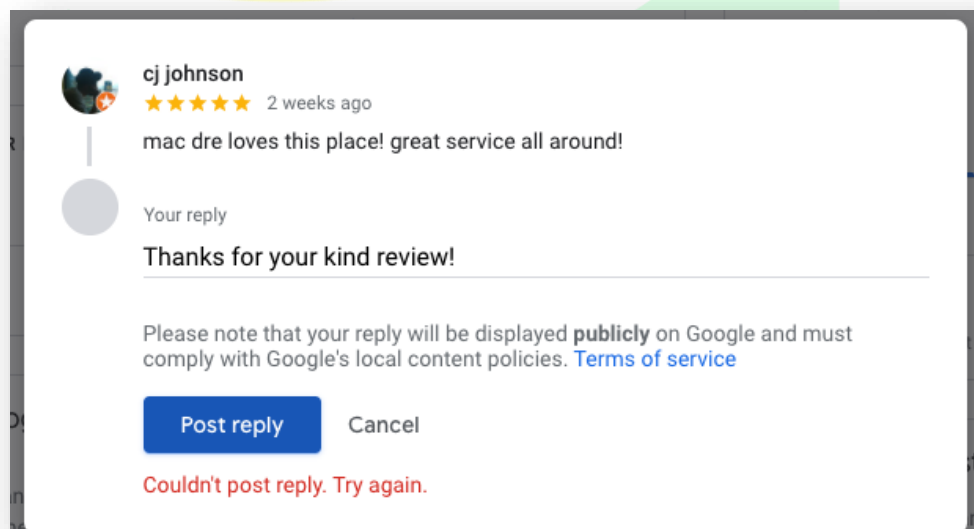 cj johnson
2 weeks ago
mac dre loves this place! great service all around!
Your reply
Thanks for your kind review!
Please note that your reply will be displayed publicly on Google and must
comply with Google's local content policies. Terms of service
Post reply Cancel
Couldn't post reply. Try again.